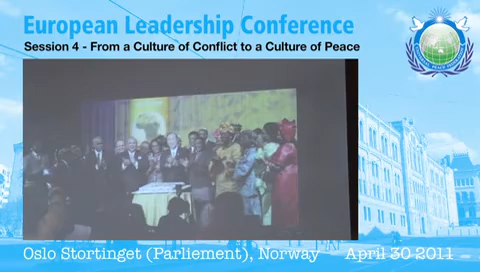 European Leadership Conference
Session 4 - From a Culture of Conflict to a Culture of Peace
Oslo Stortinget (Parliement), Norway April 30 2011